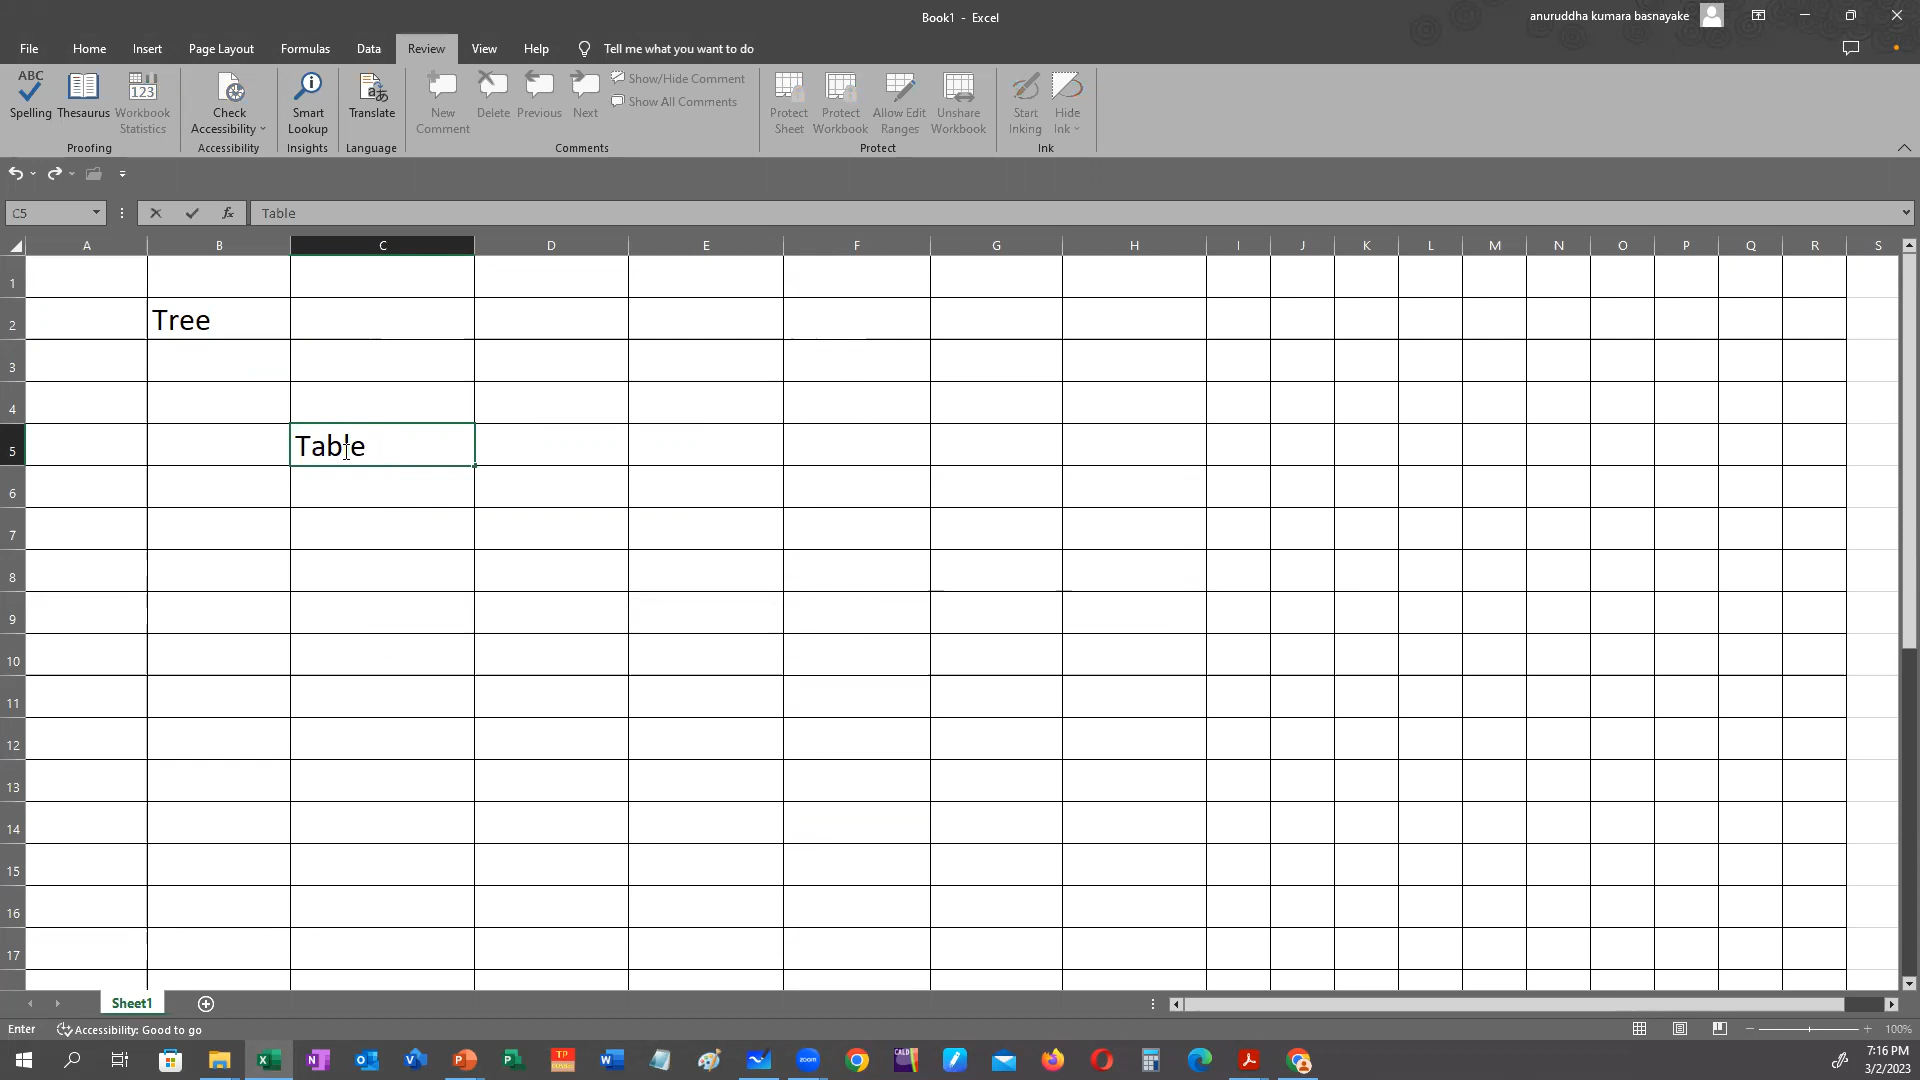 Book1 - Excel
anuruddha kumara basnayake
File Home Insert Page Layout Formulas Data Review View Help Tell me what you want to do
ABC
Spelling
Thesaurus
123
Workbook Statistics
Proofing
Check Accessibility
Accessibility
Smart Lookup
Insights
Translate
Language
New Comment
Delete
Previous
Next
Show/Hide Comment
Show All Comments
Comments
Protect Sheet
Protect Workbook
Allow Edit Ranges
Unshare Workbook
Protect
Start Inking
Hide Ink
Ink
C5
fx
Table
A B C D E F G H I J K L M N O P Q R S
1
2 Tree
3
4
5 Table
6
7
8
9
10
11
12
13
14
15
16
17
Sheet1
Enter
Accessibility: Good to go
100%
zoom
CALD
TP
7:16 PM
3/2/2023